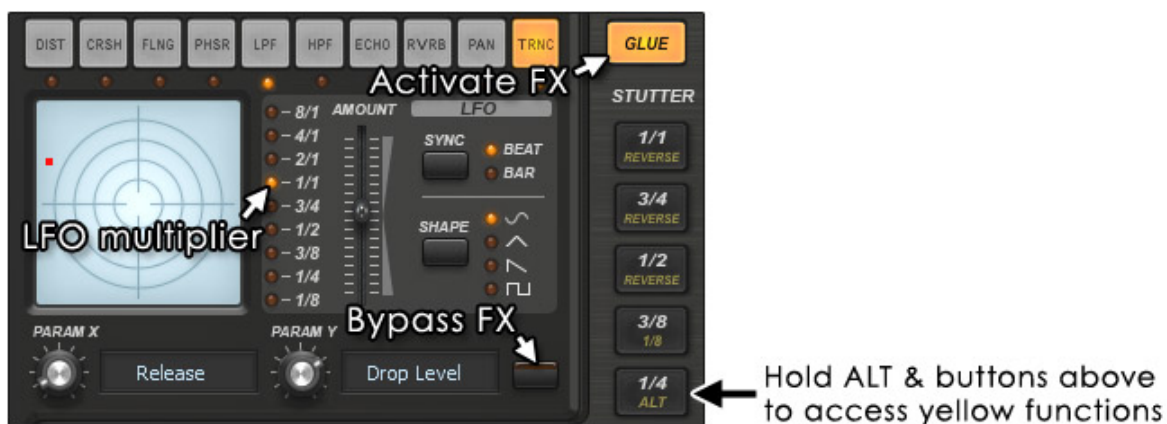 DIST CRSH FLNG PHSR LPF HPF ECHO RVRB PAN TRNC GLUE
Activate FX
STUTTER
8/1 AMOUNT LFO
4/1 SYNC BEAT 1/1
REVERSE
2/1 BAR
1/1
3/4 SHAPE 3/4
REVERSE
LFO multiplier
1/2
3/8 1/2
REVERSE
1/4
1/8
Bypass FX
PARAM X PARAM Y 3/8
1/8
Release Drop Level
1/4
ALT
Hold ALT & buttons above
to access yellow functions